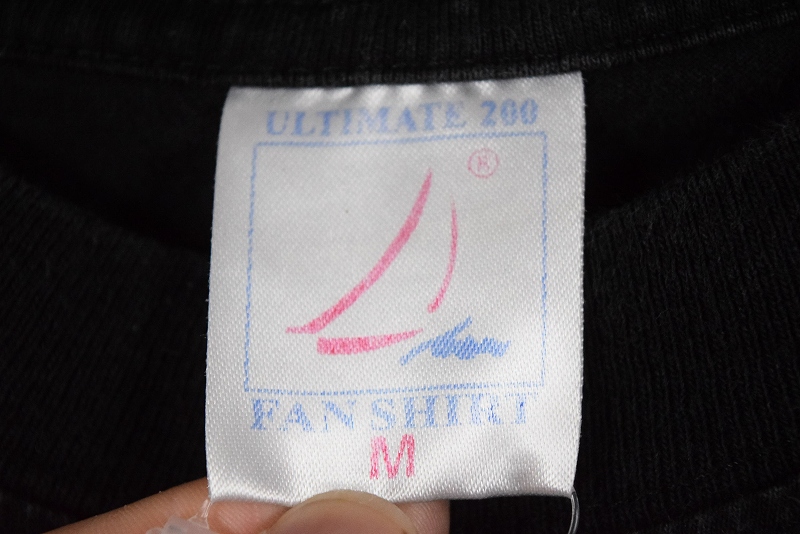 ULTIMATE 200
®
FAN SHIRT
M